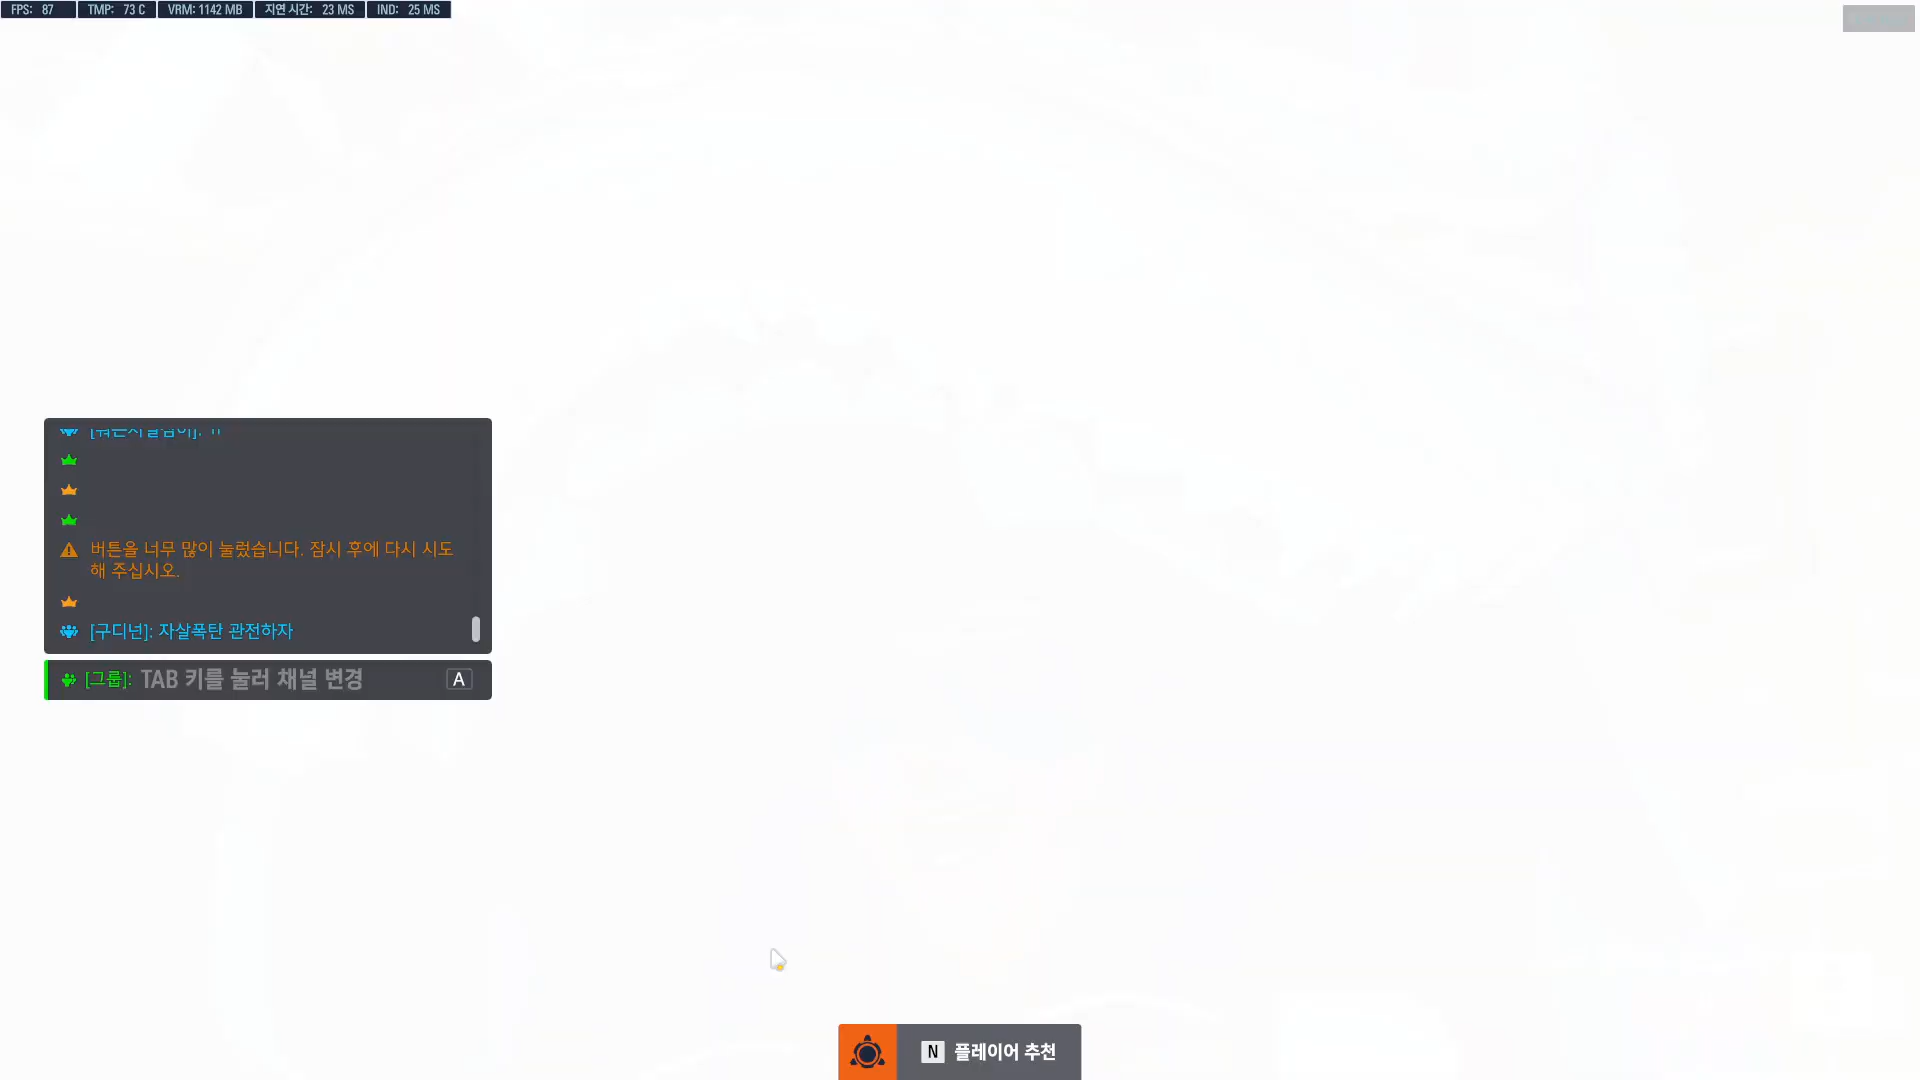 FPS: 87 TMP: 73 C VRM: 1142 MB 지연 시간: 23 MS IND: 25 MS
버튼을 너무 많이 눌렀습니다. 잠시 후에 다시 시도
해 주십시오.
[구디넌]: 자살폭탄 관전하자
[그룹]: TAB 키를 눌러 채널 변경 A
N 플레이어 추천